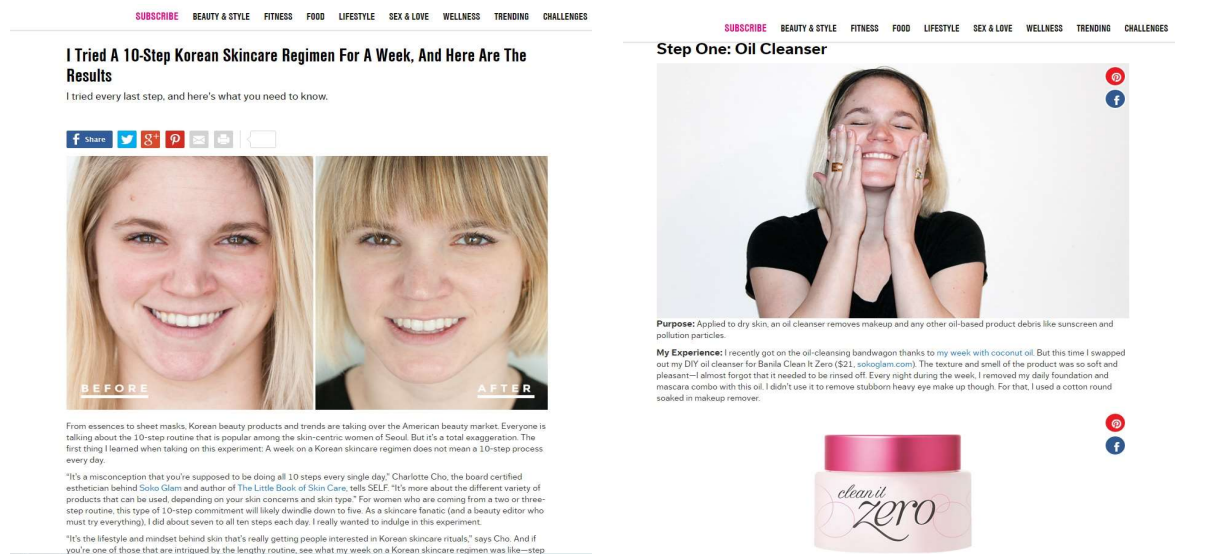 SUBSCRIBE BEAUTY & STYLE FITNESS FOOD LIFESTYLE SEX & LOVE WELLNESS TRENDING CHALLENGES
I Tried A 10-Step Korean Skincare Regimen For A Week, And Here Are The
Results
I tried every last step, and here's what you need to know.
f Share
g+
BEFORE
AFTER
From essences to sheet masks, Korean beauty products and trends are taking over the American beauty market. Everyone is
talking about the 10-step routine that is popular among the skin-centric women of Seoul. But it's a total exaggeration. The
first thing I learned when taking on this experiment: A week on a Korean skincare regimen does not mean a 10-step process
every day.
"It's a misconception that you're supposed to be doing all 10 steps every single day," Charlotte Cho, the board certified
esthetician behind Soko Glam and author of The Little Book of Skin Care, tells SELF. "It's more about the different variety of
products that can be used, depending on your skin concerns and skin type." For women who are coming from a two or three-
step routine, this type of 10-step commitment will likely dwindle down to five. As a skincare fanatic (and a beauty editor who
must try everything), I did about seven to all ten steps each day. I really wanted to indulge in this experiment.
"It's the lifestyle and mindset behind skin that's really getting people interested in Korean skincare rituals," says Cho. And if
you're one of those that are intrigued by the lengthy routine, see what my week on a Korean skincare regimen was like—step
SUBSCRIBE BEAUTY & STYLE FITNESS FOOD LIFESTYLE SEX & LOVE WELLNESS TRENDING CHALLENGES
Step One: Oil Cleanser
f
Purpose: Applied to dry skin, an oil cleanser removes makeup and any other oil-based product debris like sunscreen and
pollution particles.
My Experience: I recently got on the oil-cleansing bandwagon thanks to my week with coconut oil. But this time I swapped
out my DIY oil cleanser for Banila Clean It Zero ($21, sokoglam.com). The texture and smell of the product was so soft and
pleasant—I almost forgot that it needed to be rinsed off. Every night during the week, I removed my daily foundation and
mascara combo with this oil. I didn't use it to remove stubborn heavy eye make up though. For that, I used a cotton round
soaked in makeup remover.
f
clean it
zero